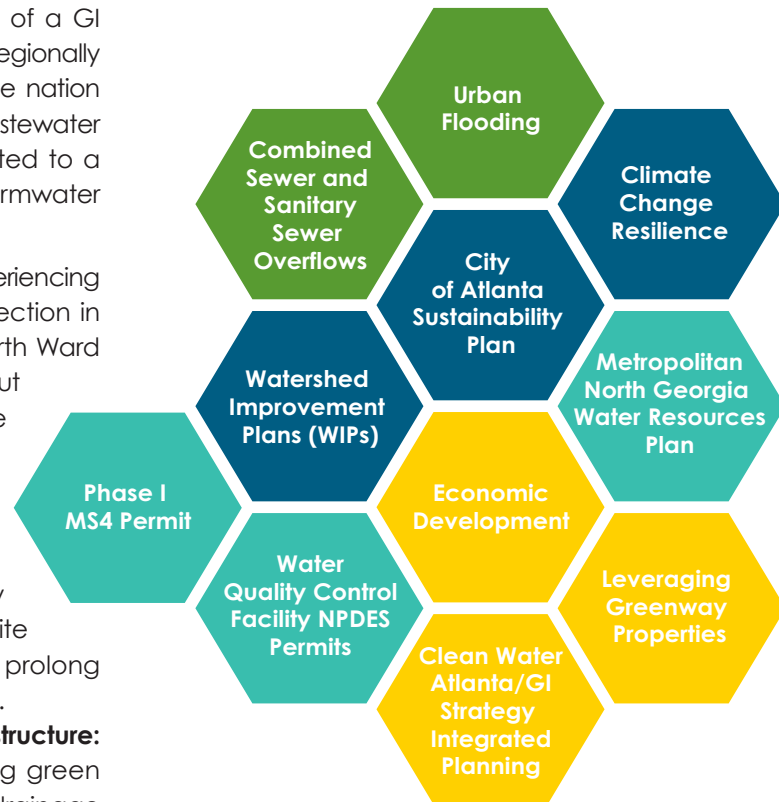 of a GI
egionally
e nation
stewater
ted to a
rmwater
eriencing
ection in
rth Ward
ut
e
y
ite
prolong
.
structure:
g green
drainage
Urban
Flooding
Combined
Sewer and
Sanitary
Sewer
Overflows
Climate
Change
Resilience
City
of Atlanta
Sustainability
Plan
Watershed
Improvement
Plans (WIPs)
Metropolitan
North Georgia
Water Resources
Plan
Phase I
MS4 Permit
Economic
Development
Water
Quality Control
Facility NPDES
Permits
Leveraging
Greenway
Properties
Clean Water
Atlanta/GI
Strategy
Integrated
Planning